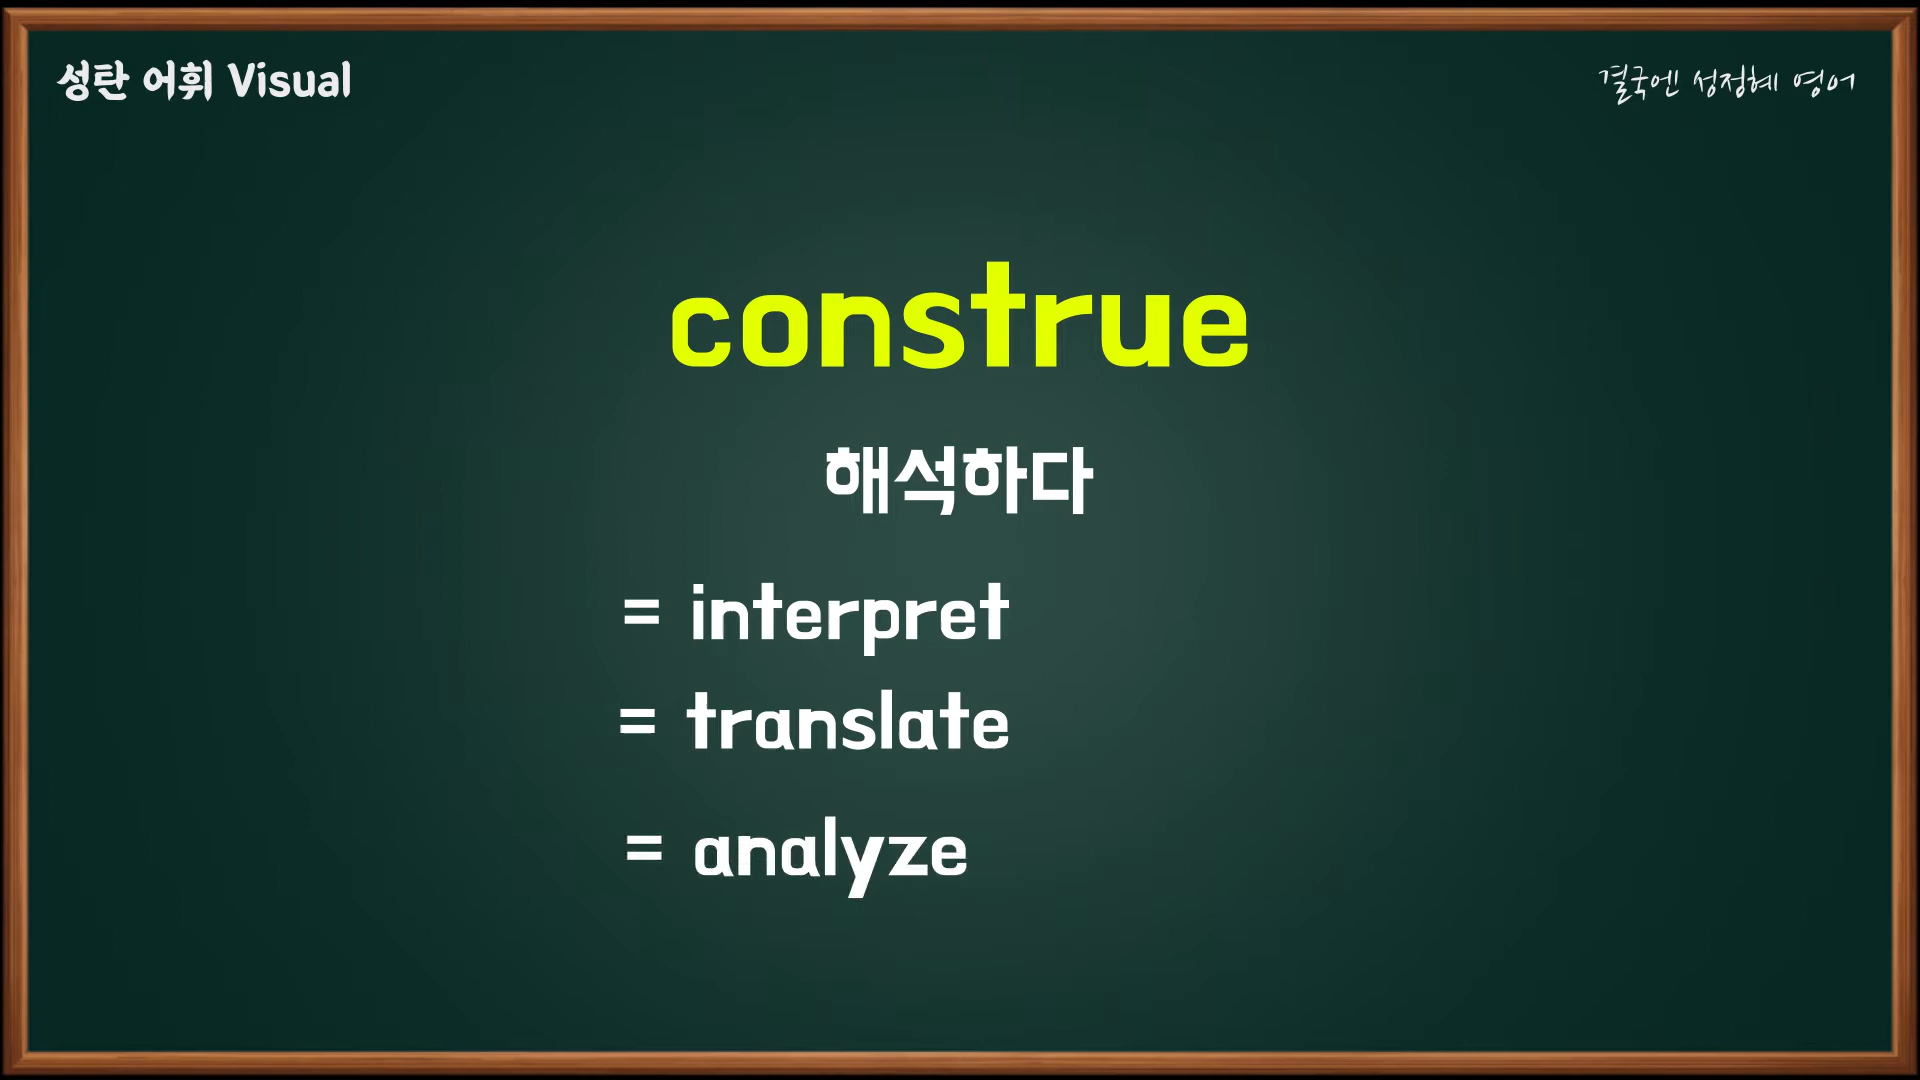 성탄 어휘 Visual
결국엔 성정혜 영어
construe
해석하다
= interpret
= translate
= analyze